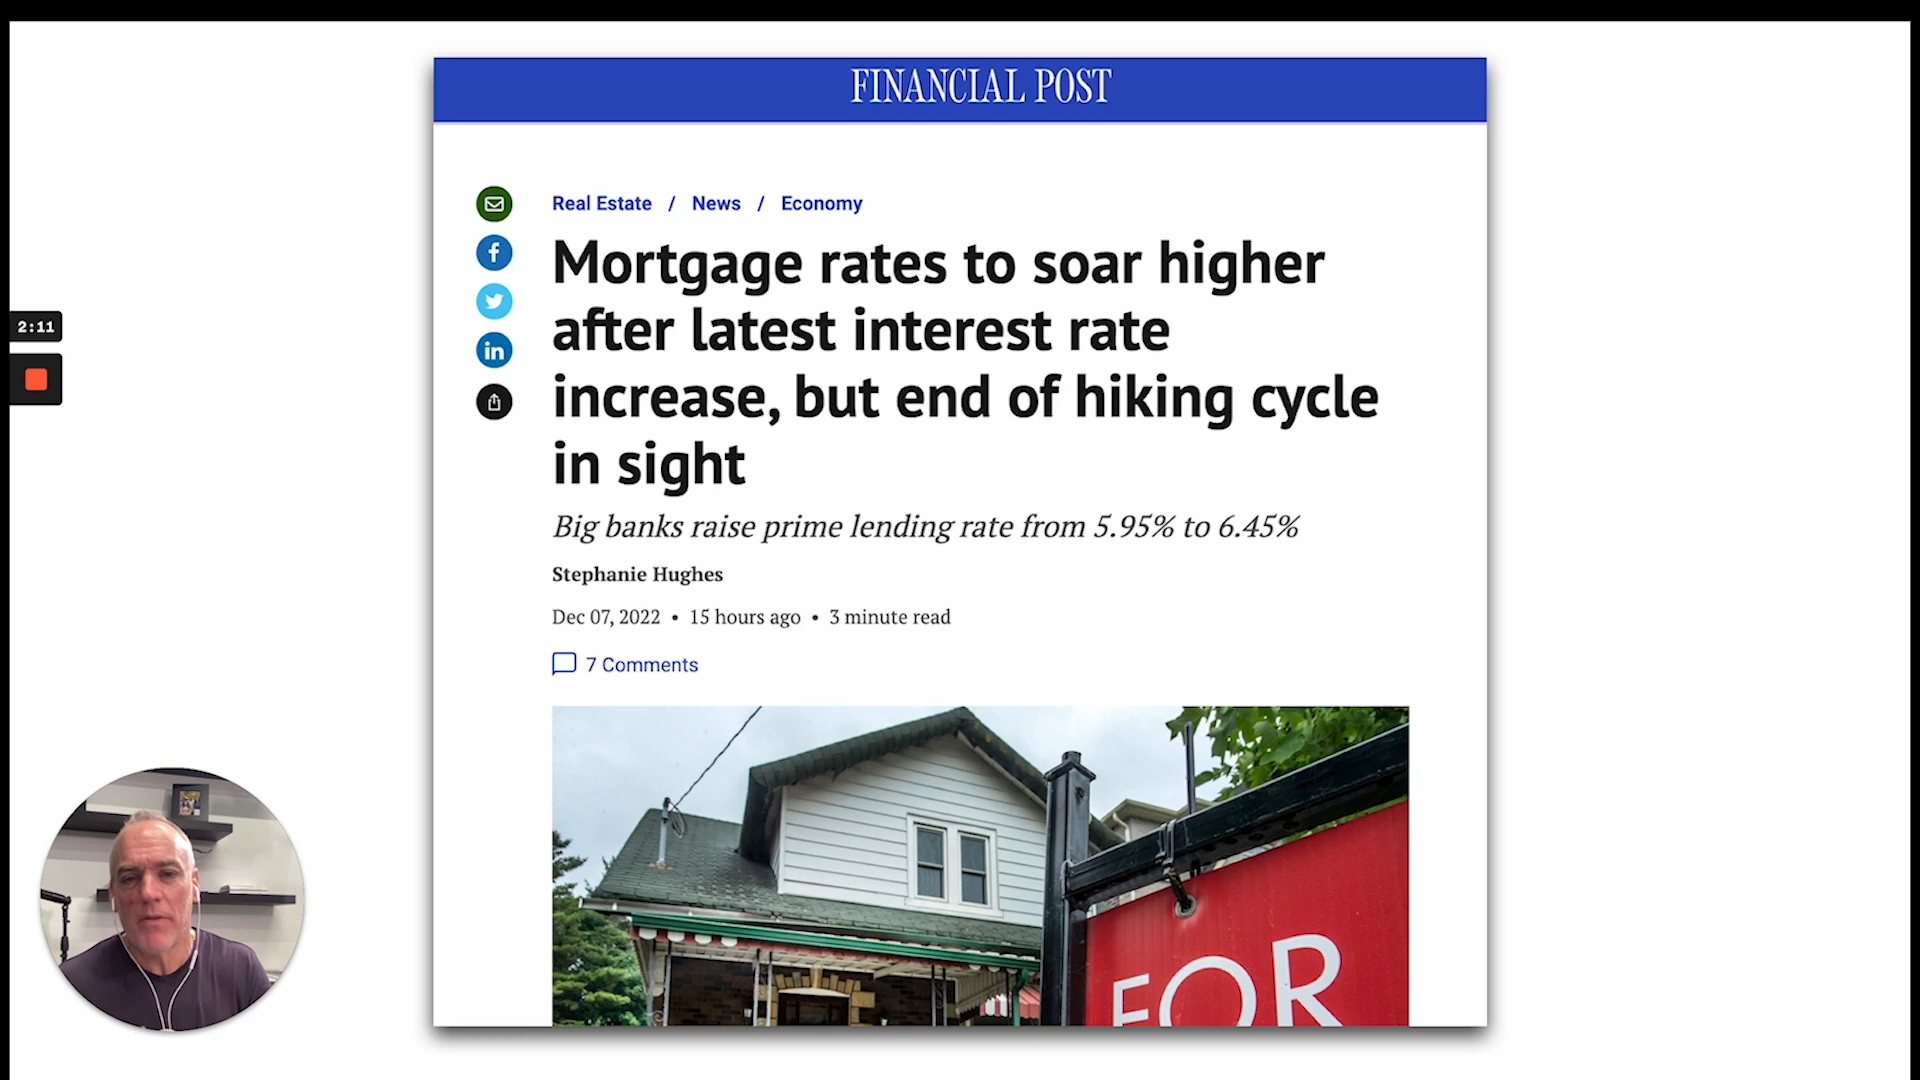 FINANCIAL POST
Real Estate / News / Economy
Mortgage rates to soar higher
after latest interest rate
increase, but end of hiking cycle
in sight
Big banks raise prime lending rate from 5.95% to 6.45%
Stephanie Hughes
Dec 07, 2022 • 15 hours ago • 3 minute read
7 Comments
2:11
FOR